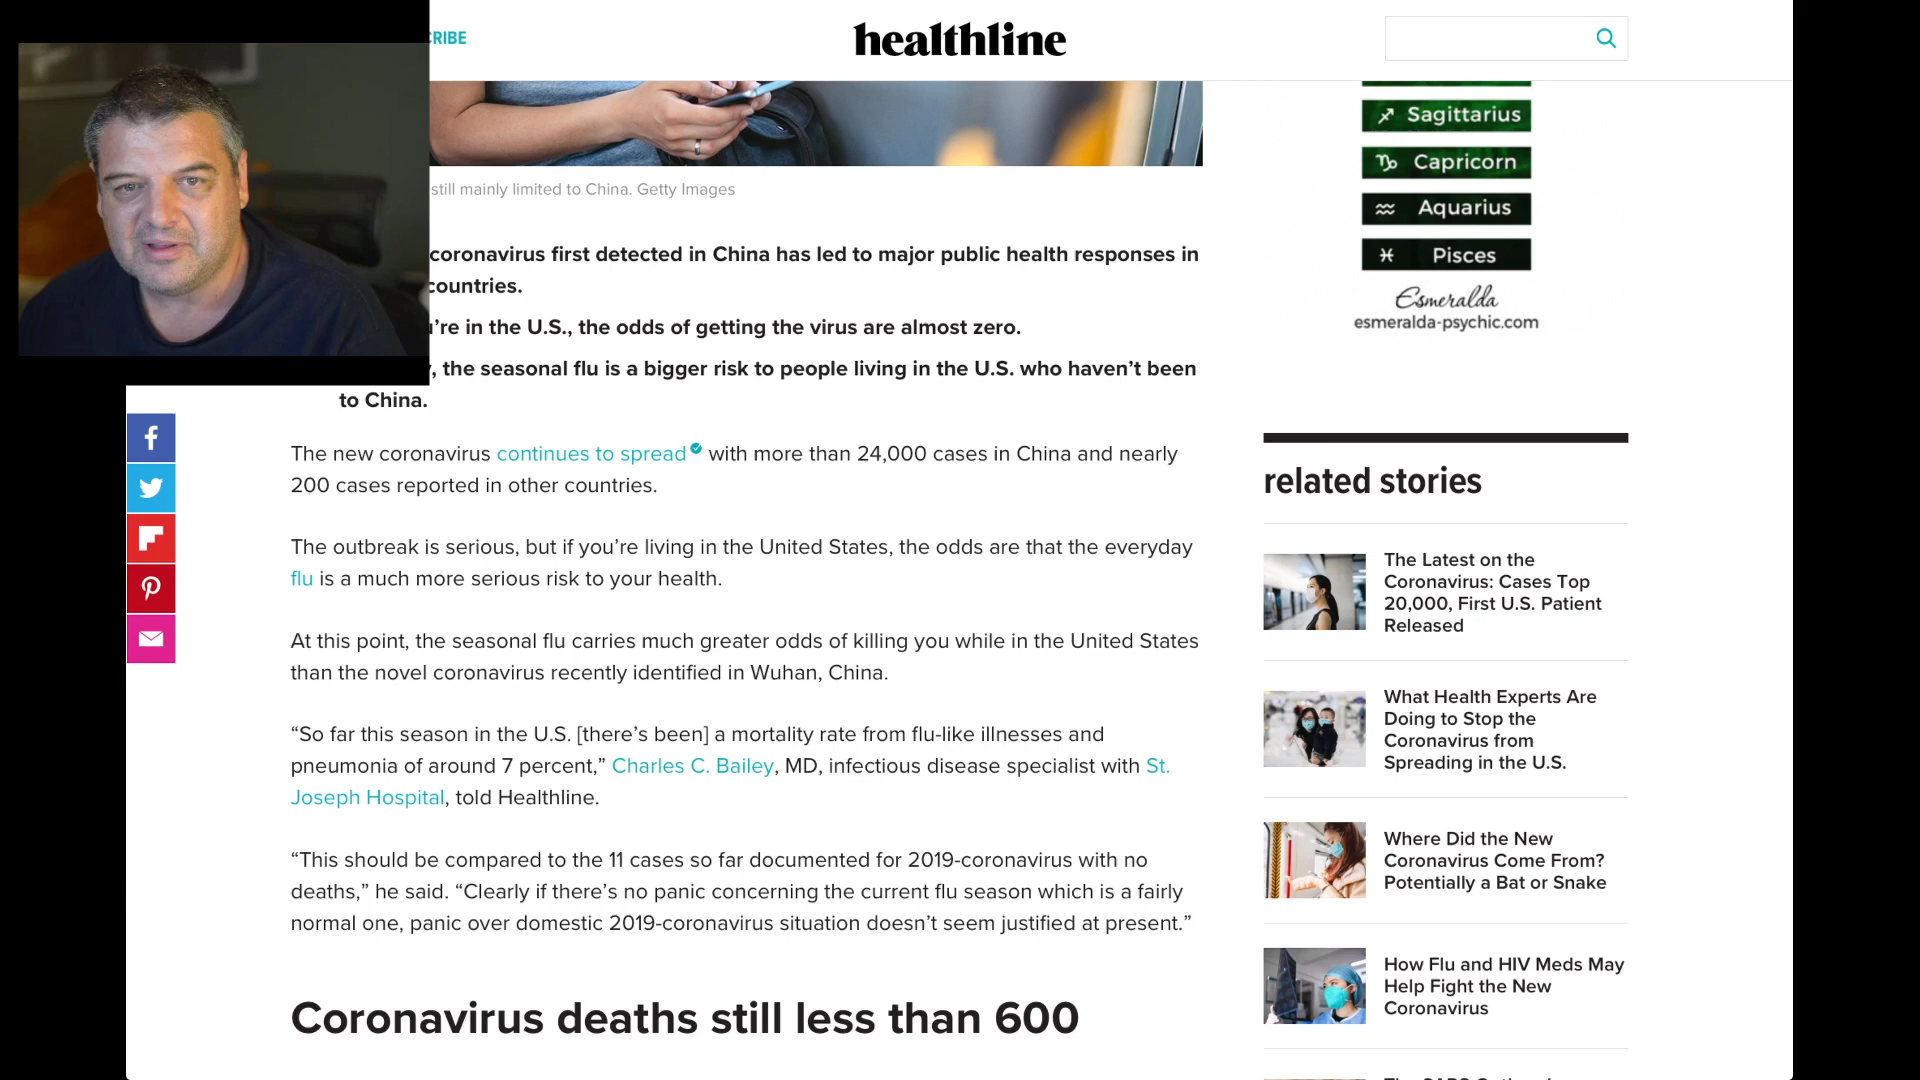 CRIBE
healthline
still mainly limited to China. Getty Images
coronavirus first detected in China has led to major public health responses in
countries.
u're in the U.S., the odds of getting the virus are almost zero.
, the seasonal flu is a bigger risk to people living in the U.S. who haven't been
to China.
The new coronavirus continues to spread with more than 24,000 cases in China and nearly
200 cases reported in other countries.
The outbreak is serious, but if you're living in the United States, the odds are that the everyday
flu is a much more serious risk to your health.
At this point, the seasonal flu carries much greater odds of killing you while in the United States
than the novel coronavirus recently identified in Wuhan, China.
“So far this season in the U.S. [there's been] a mortality rate from flu-like illnesses and
pneumonia of around 7 percent,” Charles C. Bailey, MD, infectious disease specialist with St.
Joseph Hospital, told Healthline.
“This should be compared to the 11 cases so far documented for 2019-coronavirus with no
deaths,” he said. “Clearly if there's no panic concerning the current flu season which is a fairly
normal one, panic over domestic 2019-coronavirus situation doesn't seem justified at present.”
Coronavirus deaths still less than 600
Sagittarius
Capricorn
Aquarius
Pisces
Esmeralda
esmeralda-psychic.com
related stories
The Latest on the
Coronavirus: Cases Top
20,000, First U.S. Patient
Released
What Health Experts Are
Doing to Stop the
Coronavirus from
Spreading in the U.S.
Where Did the New
Coronavirus Come From?
Potentially a Bat or Snake
How Flu and HIV Meds May
Help Fight the New
Coronavirus